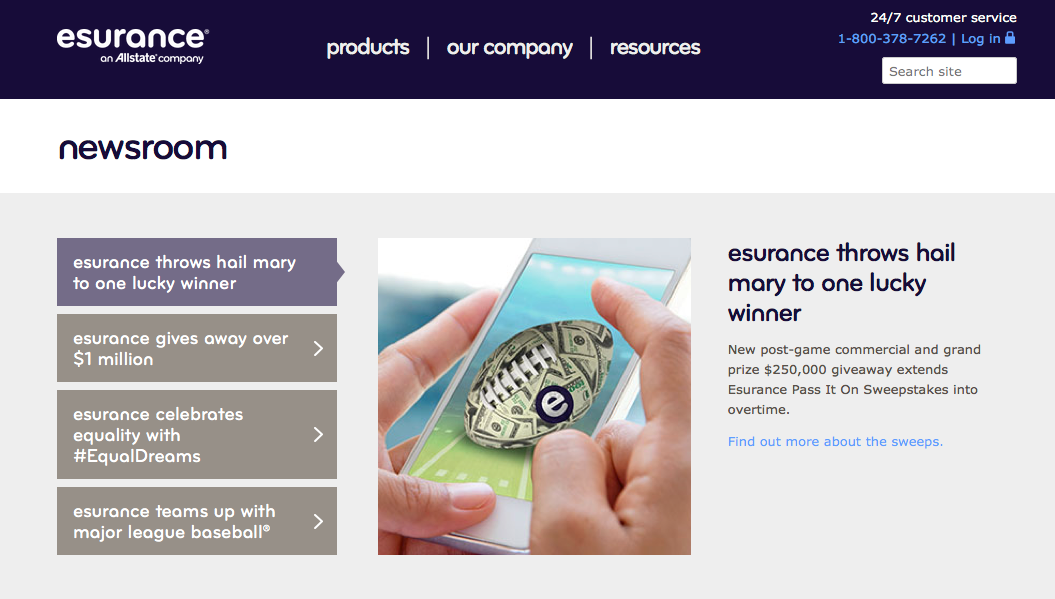 esurance®
an Allstate® company
products | our company | resources
24/7 customer service
1-800-378-7262 | Log in
Search site
newsroom
esurance throws hail mary
to one lucky winner
esurance gives away over
$1 million
esurance celebrates
equality with
#EqualDreams
esurance teams up with
major league baseball®
e
esurance throws hail
mary to one lucky
winner
New post-game commercial and grand
prize $250,000 giveaway extends
Esurance Pass It On Sweepstakes into
overtime.
Find out more about the sweeps.